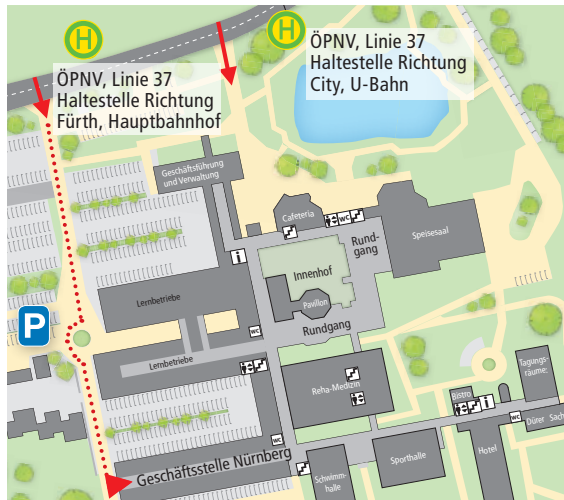 H
H
ÖPNV, Linie 37
Haltestelle Richtung
Fürth, Hauptbahnhof
ÖPNV, Linie 37
Haltestelle Richtung
City, U-Bahn
Geschäftsführung
und Verwaltung
Cafeteria
WC
Speisesaal
Rund-
gang
i
Innenhof
Lernbetriebe
Pavillon
P
Rundgang
WC
Lernbetriebe
Tagungs-
räume:
Reha-Medizin
Bistro
i
WC
Dürer
Sach
WC
Hotel
Sporthalle
Geschäftsstelle Nürnberg
Schwimm-
halle